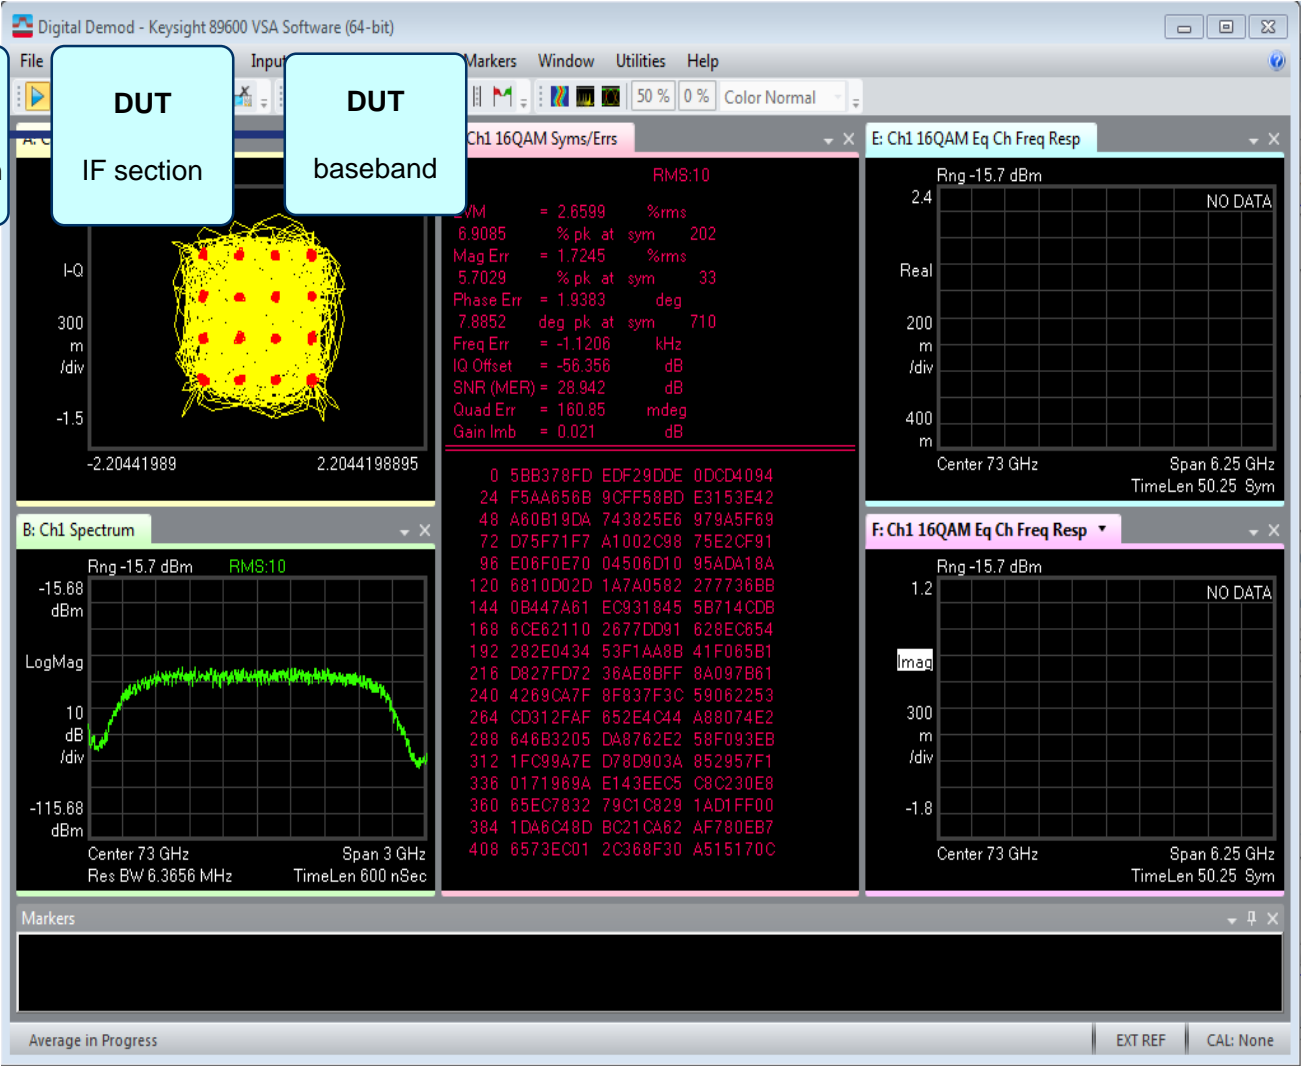 Digital Demod - Keysight 89600 VSA Software (64-bit)
File
Markers Window Utilities Help
DUT
IF section
DUT
baseband
50 % 0 % Color Normal
I-Q
300
m
/div
-1.5
-2.20441989 2.2044198895
B: Ch1 Spectrum
Rng -15.7 dBm RMS:10
-15.68
dBm
LogMag
10
dB
/div
-115.68
dBm
Center 73 GHz Span 3 GHz
Res BW 6.3656 MHz TimeLen 600 nSec
Ch1 16QAM Syms/Errs
RMS:10
EVM = 2.6599 %rms
6.9085 % pk at sym 202
Mag Err = 1.7245 %rms
5.7029 % pk at sym 33
Phase Err = 1.9383 deg
7.8852 deg pk at sym 710
Freq Err = -1.1206 kHz
IQ Offset = -56.356 dB
SNR (MER) = 28.942 dB
Quad Err = 160.85 mdeg
Gain Imb = 0.021 dB
0 5BB378FD EDF29DDE 0DCD4094
24 F5AA656B 9CFF58BD E3153E42
48 A60B19DA 743825E6 979A5F69
72 D75F71F7 A1002C98 75E2CF91
96 E06F0E70 04506D10 95ADA18A
120 6810D02D 1A7A0582 277736BB
144 0B447A61 EC931845 5B714CDB
168 6CE62110 2677DD91 628EC654
192 282E0434 53F1AA8B 41F065B1
216 D827FD72 36AE8BFF 8A097B61
240 4269CA7F 8F837F3C 59062253
264 CD312FAF 652E4C44 A88074E2
288 646B3205 DA8762E2 58F093EB
312 1FC99A7E D78D903A 852957F1
336 0171969A E143EEC5 C8C230E8
360 65EC7832 79C1C829 1AD1FF00
384 1DA6C48D BC21CA62 AF780EB7
408 6573EC01 2C368F30 A515170C
E: Ch1 16QAM Eq Ch Freq Resp
Rng -15.7 dBm
2.4
NO DATA
Real
200
m
/div
400
m
Center 73 GHz Span 6.25 GHz
TimeLen 50.25 Sym
F: Ch1 16QAM Eq Ch Freq Resp
Rng -15.7 dBm
1.2
NO DATA
Imag
300
m
/div
-1.8
Center 73 GHz Span 6.25 GHz
TimeLen 50.25 Sym
Markers
Average in Progress
EXT REF CAL: None